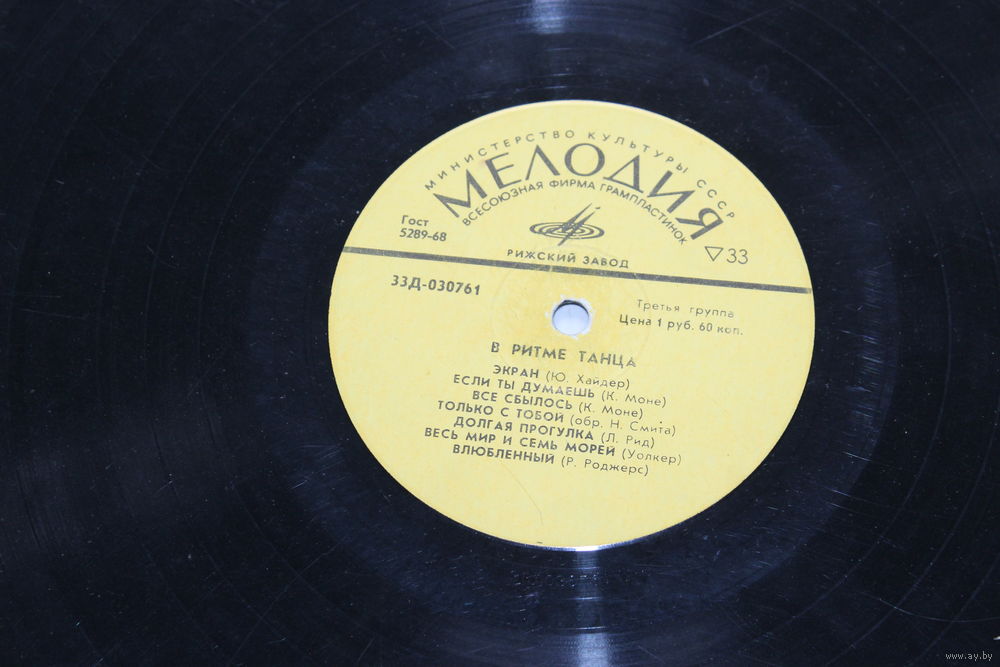 МИНИСТЕРСТВО КУЛЬТУРЫ СССР
МЕЛОДИЯ
ВСЕСОЮЗНАЯ ФИРМА ГРАМПЛАСТИНОК
Гост
5289-68
33
РИЖСКИЙ ЗАВОД
33Д-030761
Третья группа
Цена 1 руб. 60 коп.
В РИТМЕ ТАНЦА
ЭКРАН (Ю. Хайдер)
ЕСЛИ ТЫ ДУМАЕШЬ (К. Моне)
ВСЕ СБЫЛОСЬ (К. Моне)
ТОЛЬКО С ТОБОЙ (обр. Н. Смита)
ДОЛГАЯ ПРОГУЛКА (Л. Рид)
ВЕСЬ МИР И СЕМЬ МОРЕЙ (Уолкер)
ВЛЮБЛЕННЫЙ (Р. Роджерс)
www.ay.by